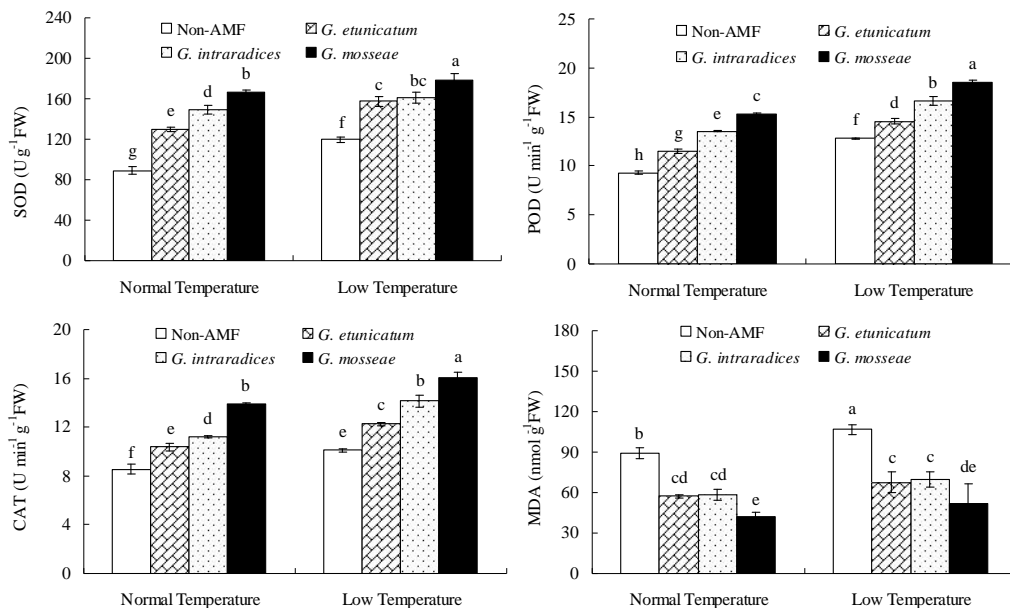 240
200
160
120
80
40
0
SOD (U g⁻¹FW)
Non-AMF
G. etunicatum
G. intraradices
G. mosseae
g
e
d
b
f
c
bc
a
Normal Temperature
Low Temperature
25
20
15
10
5
0
POD (U min⁻¹ g⁻¹FW)
Non-AMF
G. etunicatum
G. intraradices
G. mosseae
h
g
e
c
f
d
b
a
Normal Temperature
Low Temperature
20
16
12
8
4
0
CAT (U min⁻¹ g⁻¹FW)
Non-AMF
G. etunicatum
G. intraradices
G. mosseae
f
e
d
b
e
c
b
a
Normal Temperature
Low Temperature
180
150
120
90
60
30
0
MDA (nmol g⁻¹FW)
Non-AMF
G. etunicatum
G. intraradices
G. mosseae
b
cd
cd
e
a
c
c
de
Normal Temperature
Low Temperature